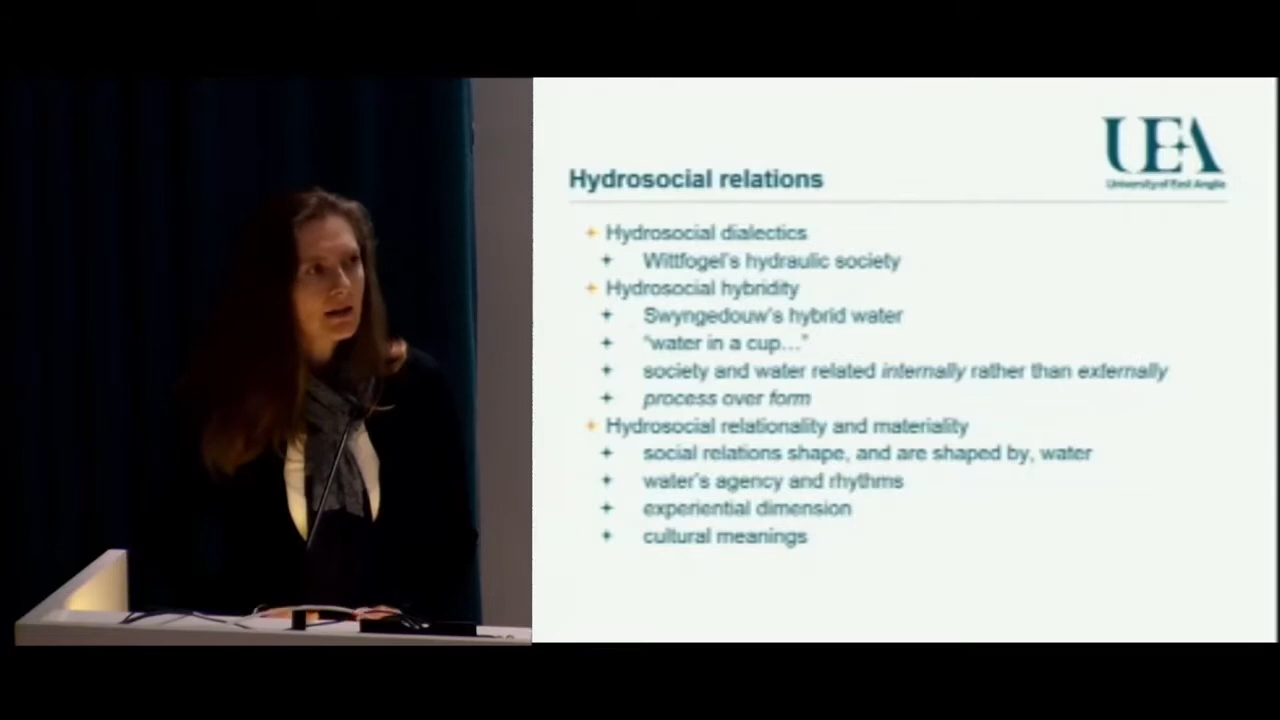 UEA
University of East Anglia
Hydrosocial relations
Hydrosocial dialectics
Wittfogel's hydraulic society
Hydrosocial hybridity
Swyngedouw's hybrid water
"water in a cup..."
society and water related internally rather than externally
process over form
Hydrosocial relationality and materiality
social relations shape, and are shaped by, water
water's agency and rhythms
experiential dimension
cultural meanings